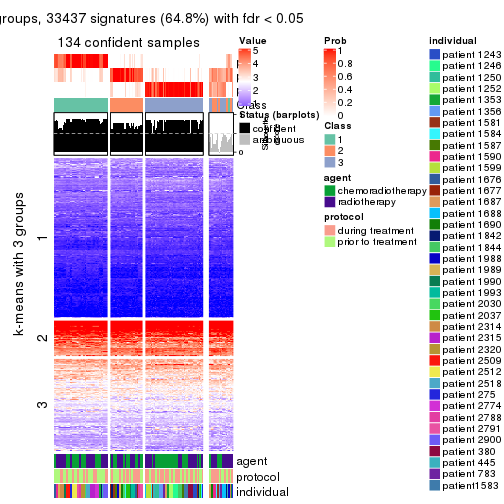 groups, 33437 signatures (64.8%) with fdr < 0.05
134 confident samples
k-means with 3 groups
1
2
3
Class
0
agent
protocol
individual
Value
5
4
3
2
1
Status (barplots)
confident
ambiguous
Prob
1
0.8
0.6
0.4
0.2
0
Class
1
2
3
agent
chemoradiotherapy
radiotherapy
protocol
during treatment
prior to treatment
individual
patient 1243
patient 1246
patient 1250
patient 1252
patient 1353
patient 1356
patient 1581
patient 1584
patient 1587
patient 1590
patient 1599
patient 1676
patient 1677
patient 1687
patient 1688
patient 1690
patient 1842
patient 1844
patient 1988
patient 1989
patient 1990
patient 1993
patient 2030
patient 2037
patient 2314
patient 2315
patient 2320
patient 2509
patient 2512
patient 2518
patient 275
patient 2774
patient 2788
patient 2791
patient 2900
patient 380
patient 445
patient 783
patient1583